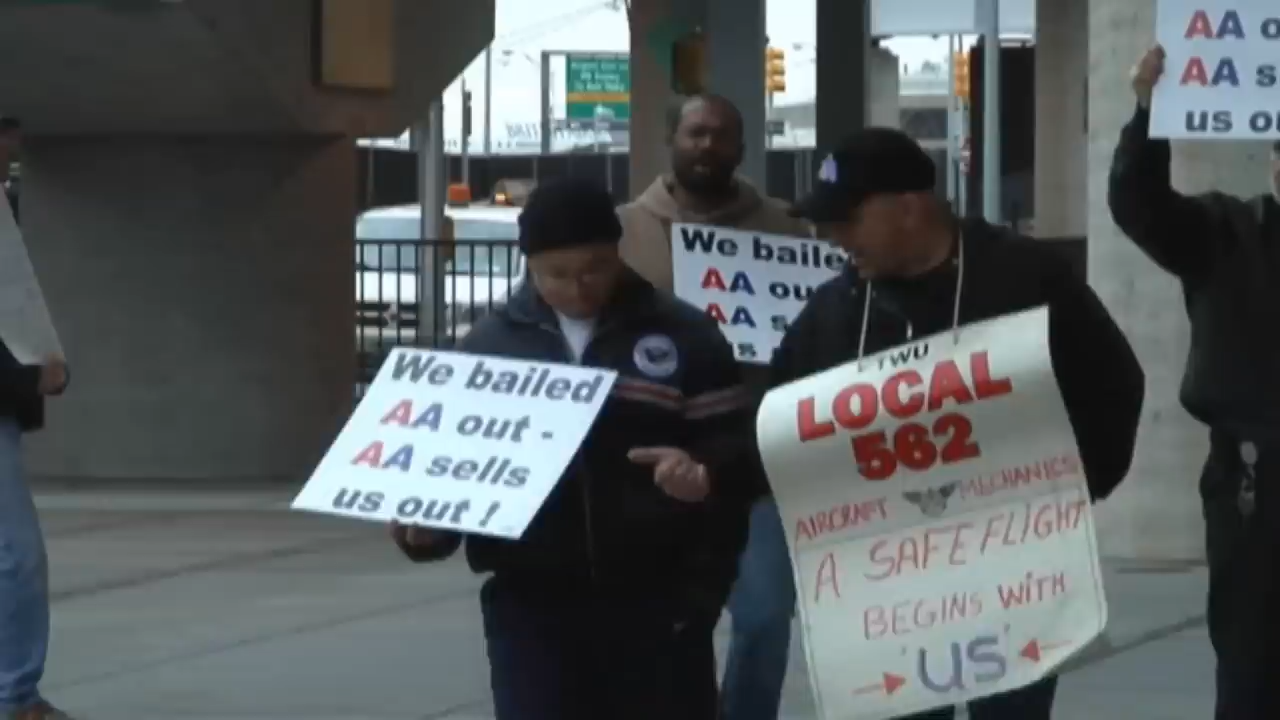 We bailed
AA out -
AA sells
us out !
We baile
AA ou
AA s
us
TWU
LOCAL
562
AIRCRAFT MECHANICS
A SAFE FLIGHT
BEGINS WITH
'US'
AA o
AA s
us o